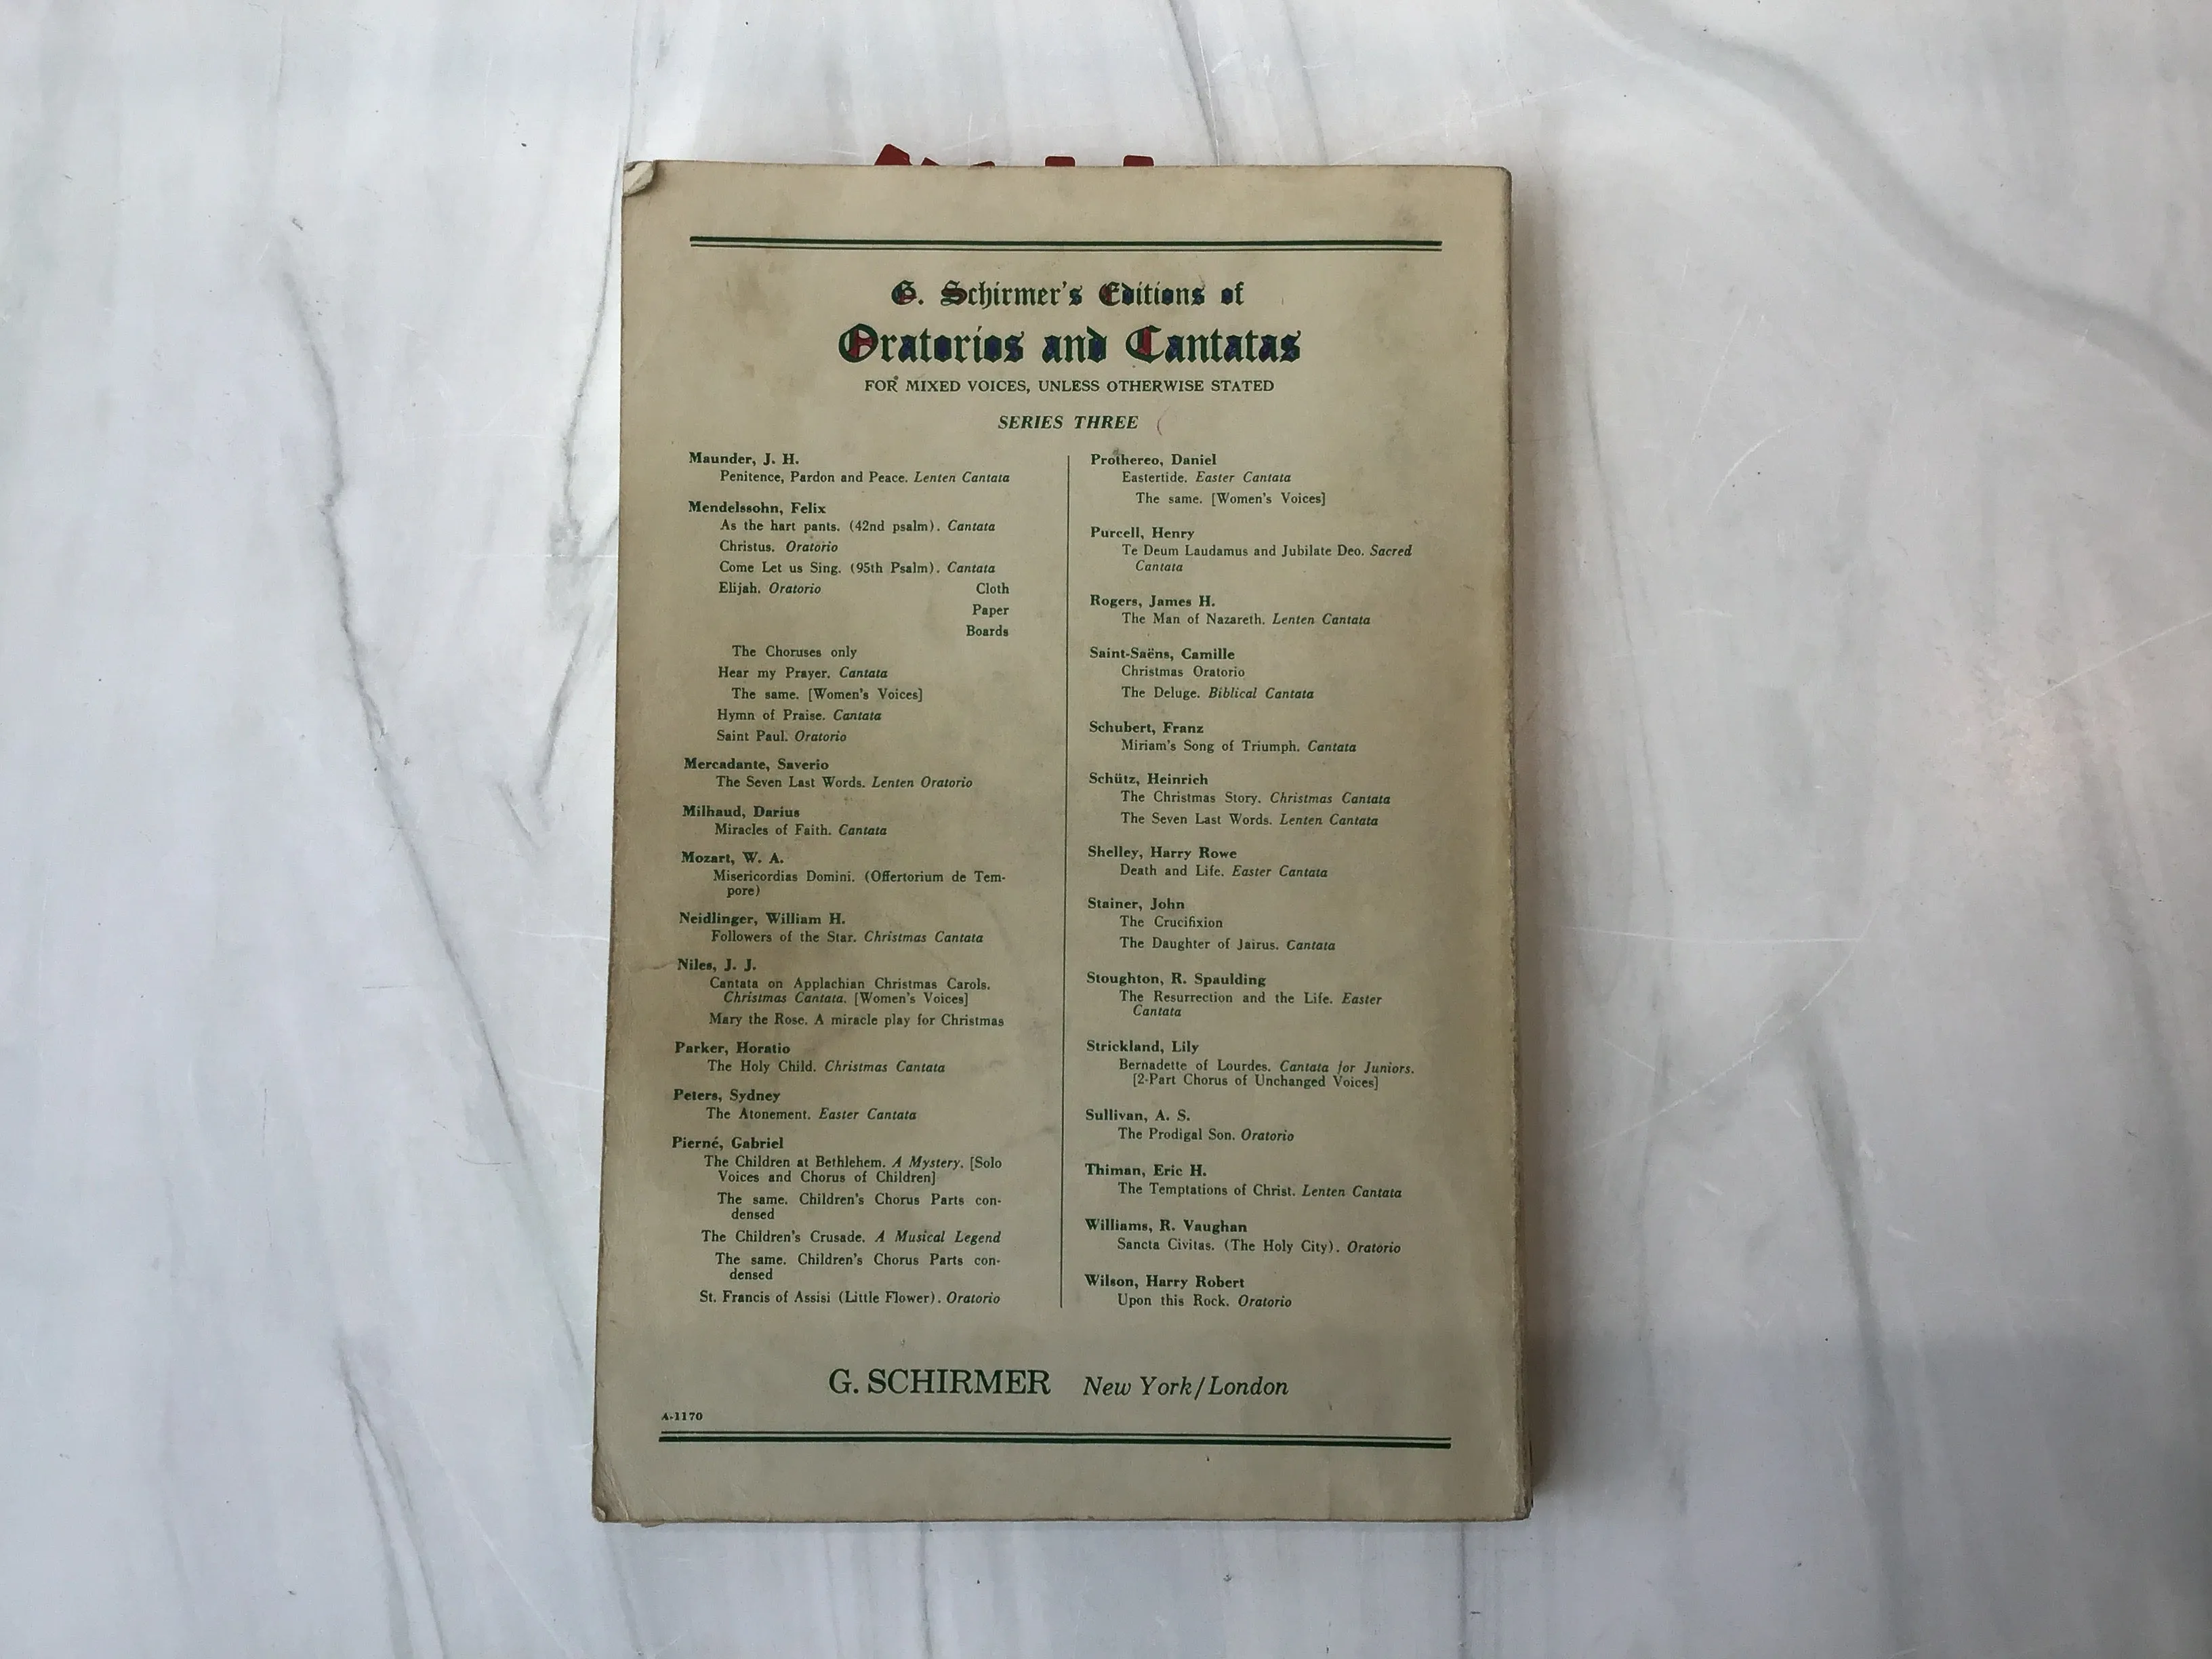 G. Schirmer's Editions of
Oratorios and Cantatas
FOR MIXED VOICES, UNLESS OTHERWISE STATED
SERIES THREE
Maunder, J. H.
Penitence, Pardon and Peace. Lenten Cantata
Mendelssohn, Felix
As the hart pants. (42nd psalm). Cantata
Christus. Oratorio
Come Let us Sing. (95th Psalm). Cantata
Elijah. Oratorio Cloth
Paper
Boards
The Choruses only
Hear my Prayer. Cantata
The same. [Women's Voices]
Hymn of Praise. Cantata
Saint Paul. Oratorio
Mercadante, Saverio
The Seven Last Words. Lenten Oratorio
Milhaud, Darius
Miracles of Faith. Cantata
Mozart, W. A.
Misericordias Domini. (Offertorium de Tem-
pore)
Neidlinger, William H.
Followers of the Star. Christmas Cantata
Niles, J. J.
Cantata on Applachian Christmas Carols.
Christmas Cantata. [Women's Voices]
Mary the Rose. A miracle play for Christmas
Parker, Horatio
The Holy Child. Christmas Cantata
Peters, Sydney
The Atonement. Easter Cantata
Pierné, Gabriel
The Children at Bethlehem. A Mystery. [Solo
Voices and Chorus of Children]
The same. Children's Chorus Parts con-
densed
The Children's Crusade. A Musical Legend
The same. Children's Chorus Parts con-
densed
St. Francis of Assisi (Little Flower). Oratorio
Prothereo, Daniel
Eastertide. Easter Cantata
The same. [Women's Voices]
Purcell, Henry
Te Deum Laudamus and Jubilate Deo. Sacred
Cantata
Rogers, James H.
The Man of Nazareth. Lenten Cantata
Saint-Saëns, Camille
Christmas Oratorio
The Deluge. Biblical Cantata
Schubert, Franz
Miriam's Song of Triumph. Cantata
Schütz, Heinrich
The Christmas Story. Christmas Cantata
The Seven Last Words. Lenten Cantata
Shelley, Harry Rowe
Death and Life. Easter Cantata
Stainer, John
The Crucifixion
The Daughter of Jairus. Cantata
Stoughton, R. Spaulding
The Resurrection and the Life. Easter
Cantata
Strickland, Lily
Bernadette of Lourdes. Cantata for Juniors.
[2-Part Chorus of Unchanged Voices]
Sullivan, A. S.
The Prodigal Son. Oratorio
Thiman, Eric H.
The Temptations of Christ. Lenten Cantata
Williams, R. Vaughan
Sancta Civitas. (The Holy City). Oratorio
Wilson, Harry Robert
Upon this Rock. Oratorio
G. SCHIRMER New York/London
A-1170